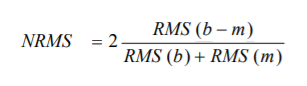 NRMS = 2 RMS (b – m) / RMS (b) + RMS (m)